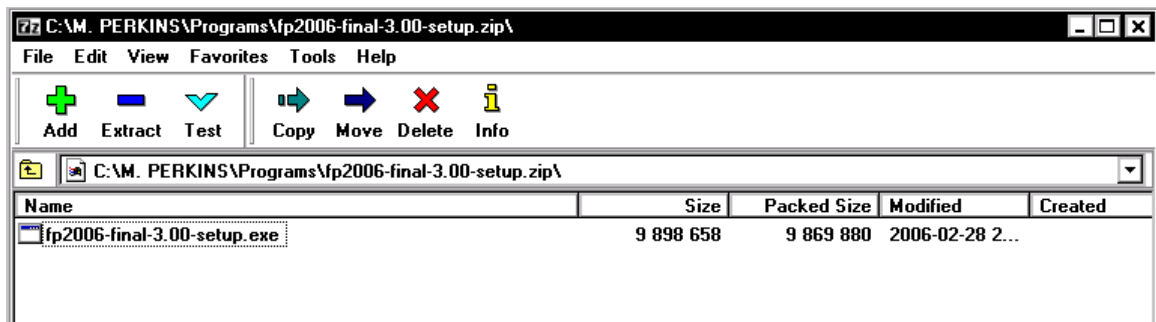 7z C:\M. PERKINS\Programs\fp2006-final-3.00-setup.zip\
File Edit View Favorites Tools Help
Add Extract Test Copy Move Delete Info
C:\M. PERKINS\Programs\fp2006-final-3.00-setup.zip\
Name Size Packed Size Modified Created
fp2006-final-3.00-setup.exe 9 898 658 9 869 880 2006-02-28 2...